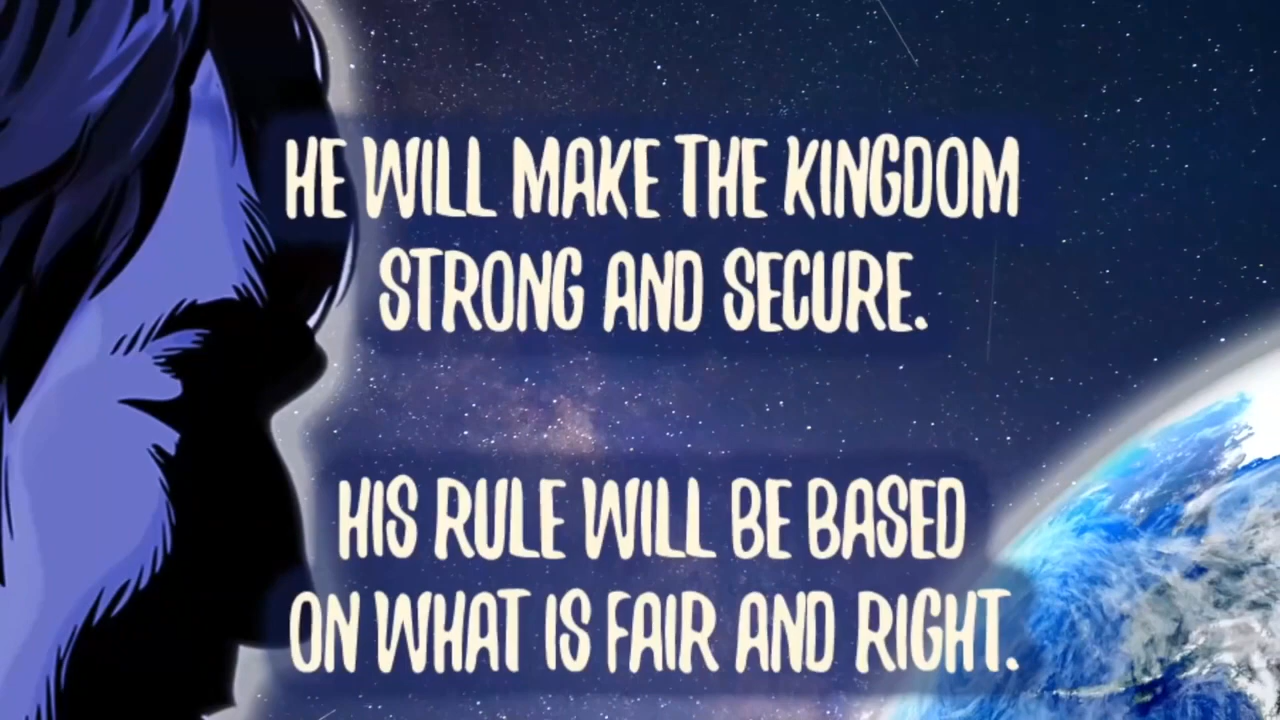 HE WILL MAKE THE KINGDOM
STRONG AND SECURE.
HIS RULE WILL BE BASED
ON WHAT IS FAIR AND RIGHT.